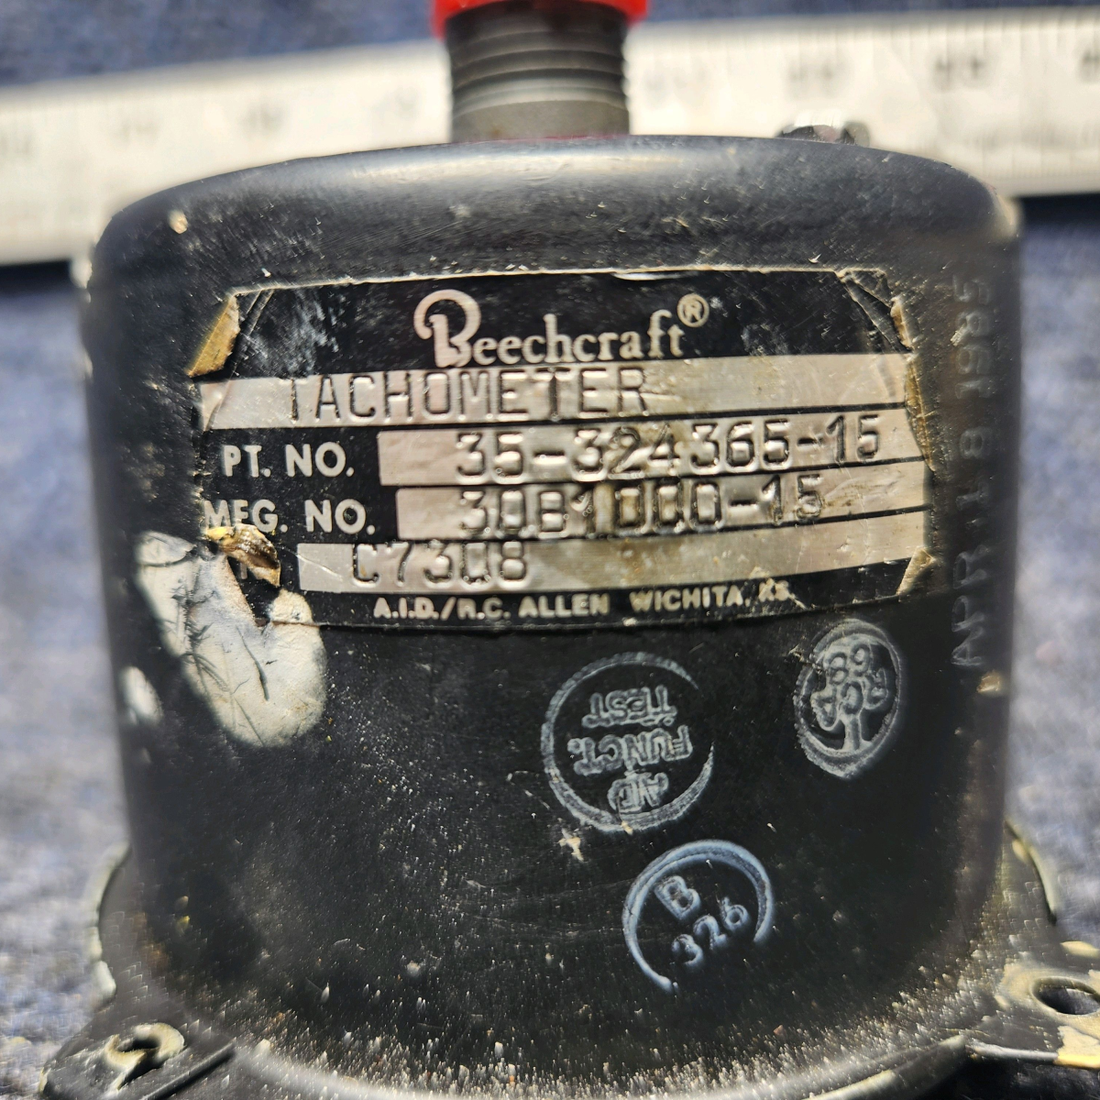 Beechcraft®
TACHOMETER
PT. NO. 35-324365-15
MFG. NO. 30B1000-15
C7308
A.I.D./R.C. ALLEN WICHITA, KS.
APR 18 1985
AID
FUNCT.
TEST
B
326